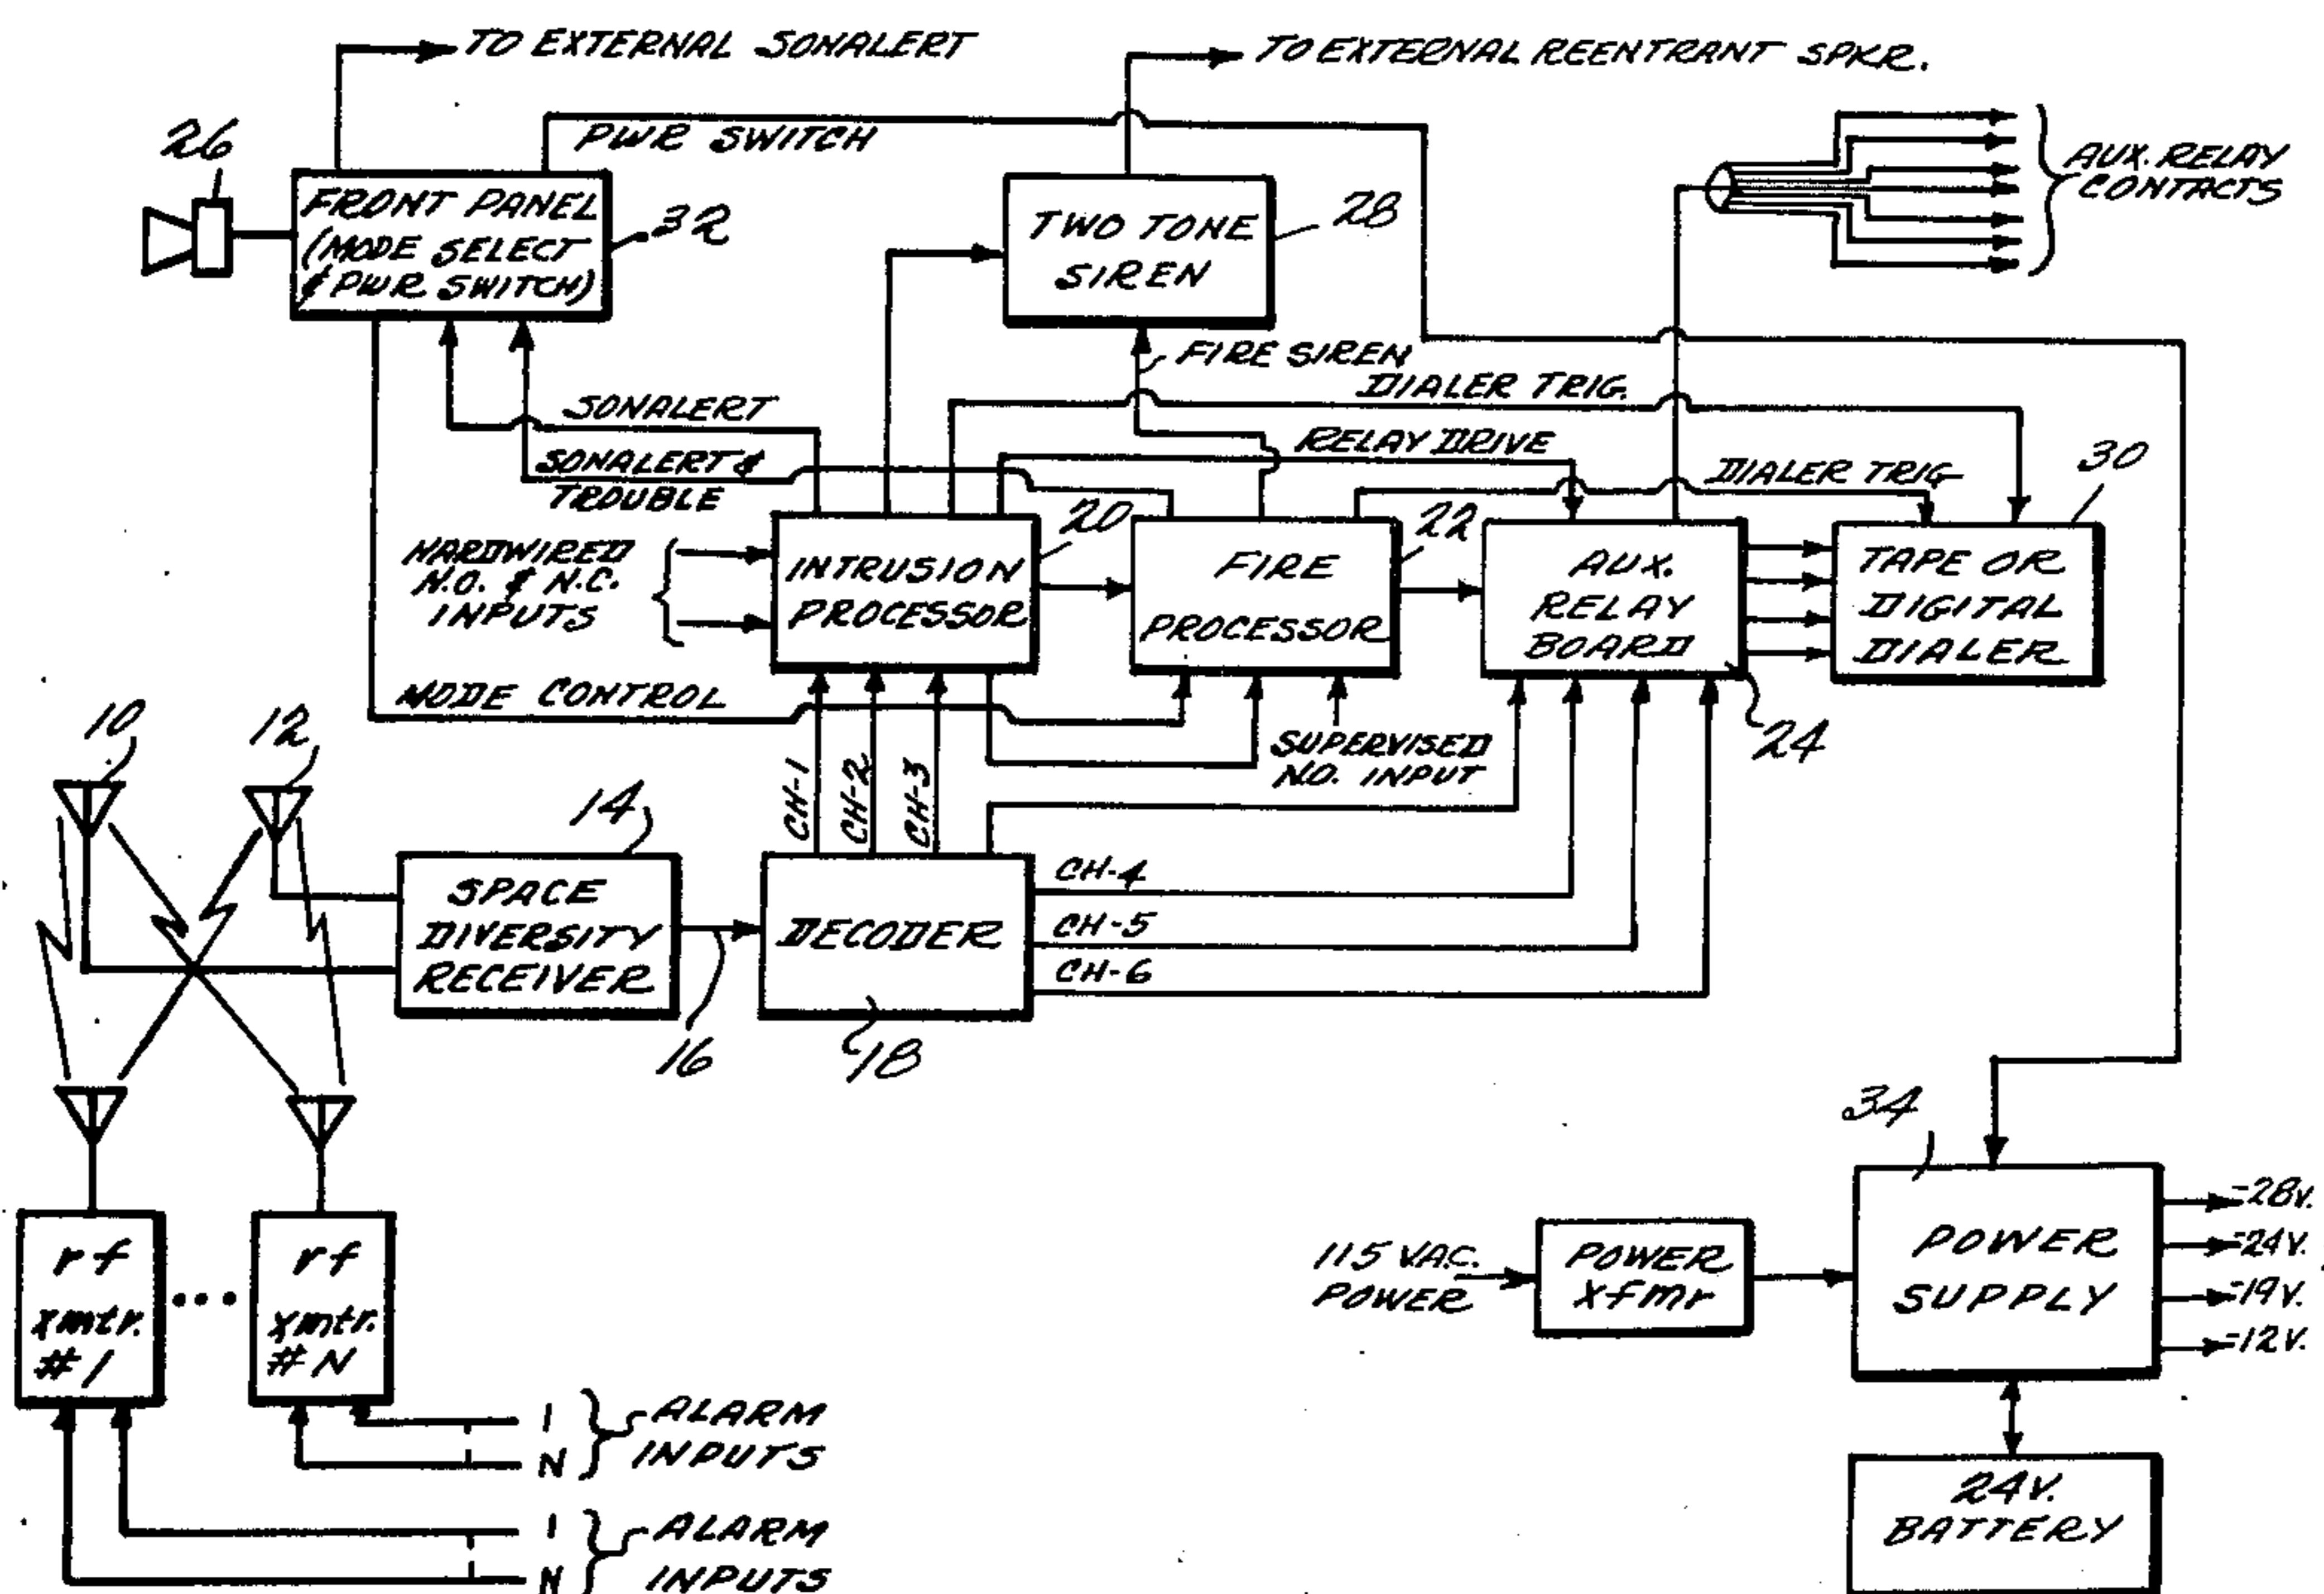 TO EXTERNAL SONALERT
TO EXTERNAL REENTRANT SPKR.
26
PWR SWITCH
FRONT PANEL
(MODE SELECT
& PWR SWITCH)
32
TWO TONE
SIREN
28
AUX. RELAY
CONTACTS
FIRE SIREN
DIALER TRIG.
SONALERT
RELAY DRIVE
SONALERT &
TROUBLE
DIALER TRIG
30
HARDWIRED
N.O. & N.C.
INPUTS
INTRUSION
PROCESSOR
20
FIRE
PROCESSOR
22
AUX.
RELAY
BOARD
24
TAPE OR
DIGITAL
DIALER
MODE CONTROL
SUPERVISED
N.O. INPUT
10
12
14
CH-1
CH-2
CH-3
SPACE
DIVERSITY
RECEIVER
16
DECODER
18
CH-4
CH-5
CH-6
rf
xmtr.
#1
rf
xmtr.
#N
1
N
ALARM
INPUTS
1
N
ALARM
INPUTS
115 V.A.C.
POWER
POWER
xfmr
34
POWER
SUPPLY
-28V.
-24V.
-19V.
-12V.
24V.
BATTERY